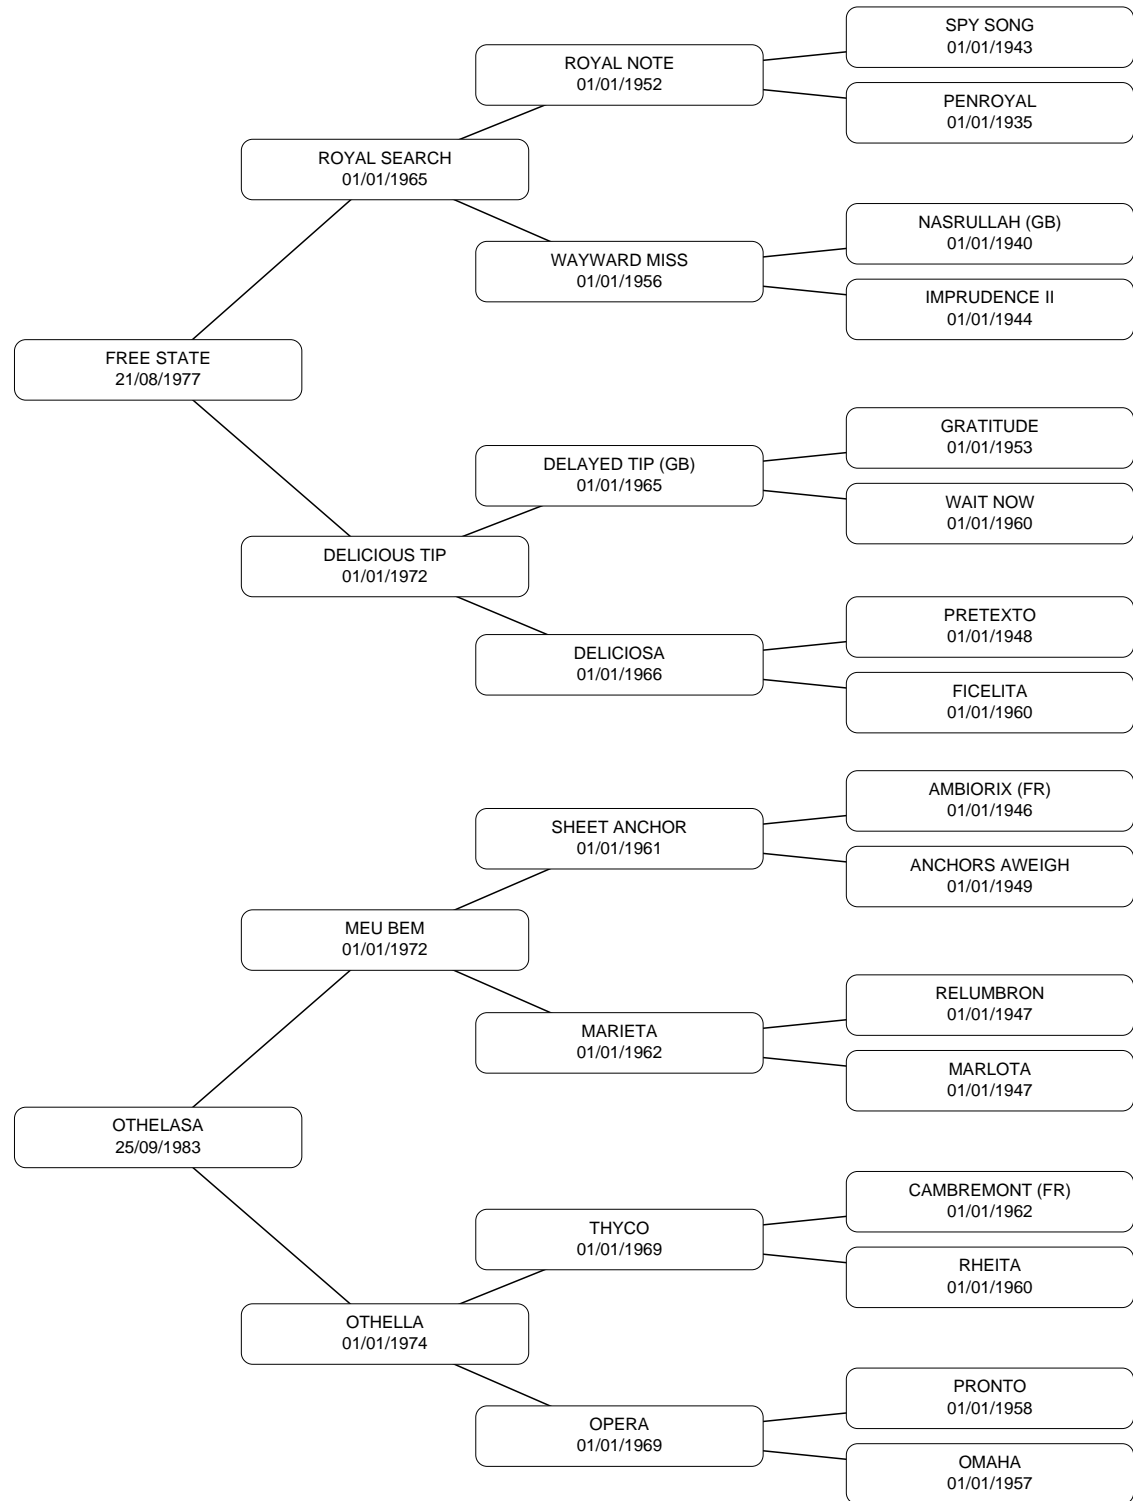 SPY SONG
01/01/1943
ROYAL NOTE
01/01/1952
PENROYAL
01/01/1935
ROYAL SEARCH
01/01/1965
NASRULLAH (GB)
01/01/1940
WAYWARD MISS
01/01/1956
IMPRUDENCE II
01/01/1944
FREE STATE
21/08/1977
GRATITUDE
01/01/1953
DELAYED TIP (GB)
01/01/1965
WAIT NOW
01/01/1960
DELICIOUS TIP
01/01/1972
PRETEXTO
01/01/1948
DELICIOSA
01/01/1966
FICELITA
01/01/1960
AMBIORIX (FR)
01/01/1946
SHEET ANCHOR
01/01/1961
ANCHORS AWEIGH
01/01/1949
MEU BEM
01/01/1972
RELUMBRON
01/01/1947
MARIETA
01/01/1962
MARLOTA
01/01/1947
OTHELASA
25/09/1983
CAMBREMONT (FR)
01/01/1962
THYCO
01/01/1969
RHEITA
01/01/1960
OTHELLA
01/01/1974
PRONTO
01/01/1958
OPERA
01/01/1969
OMAHA
01/01/1957